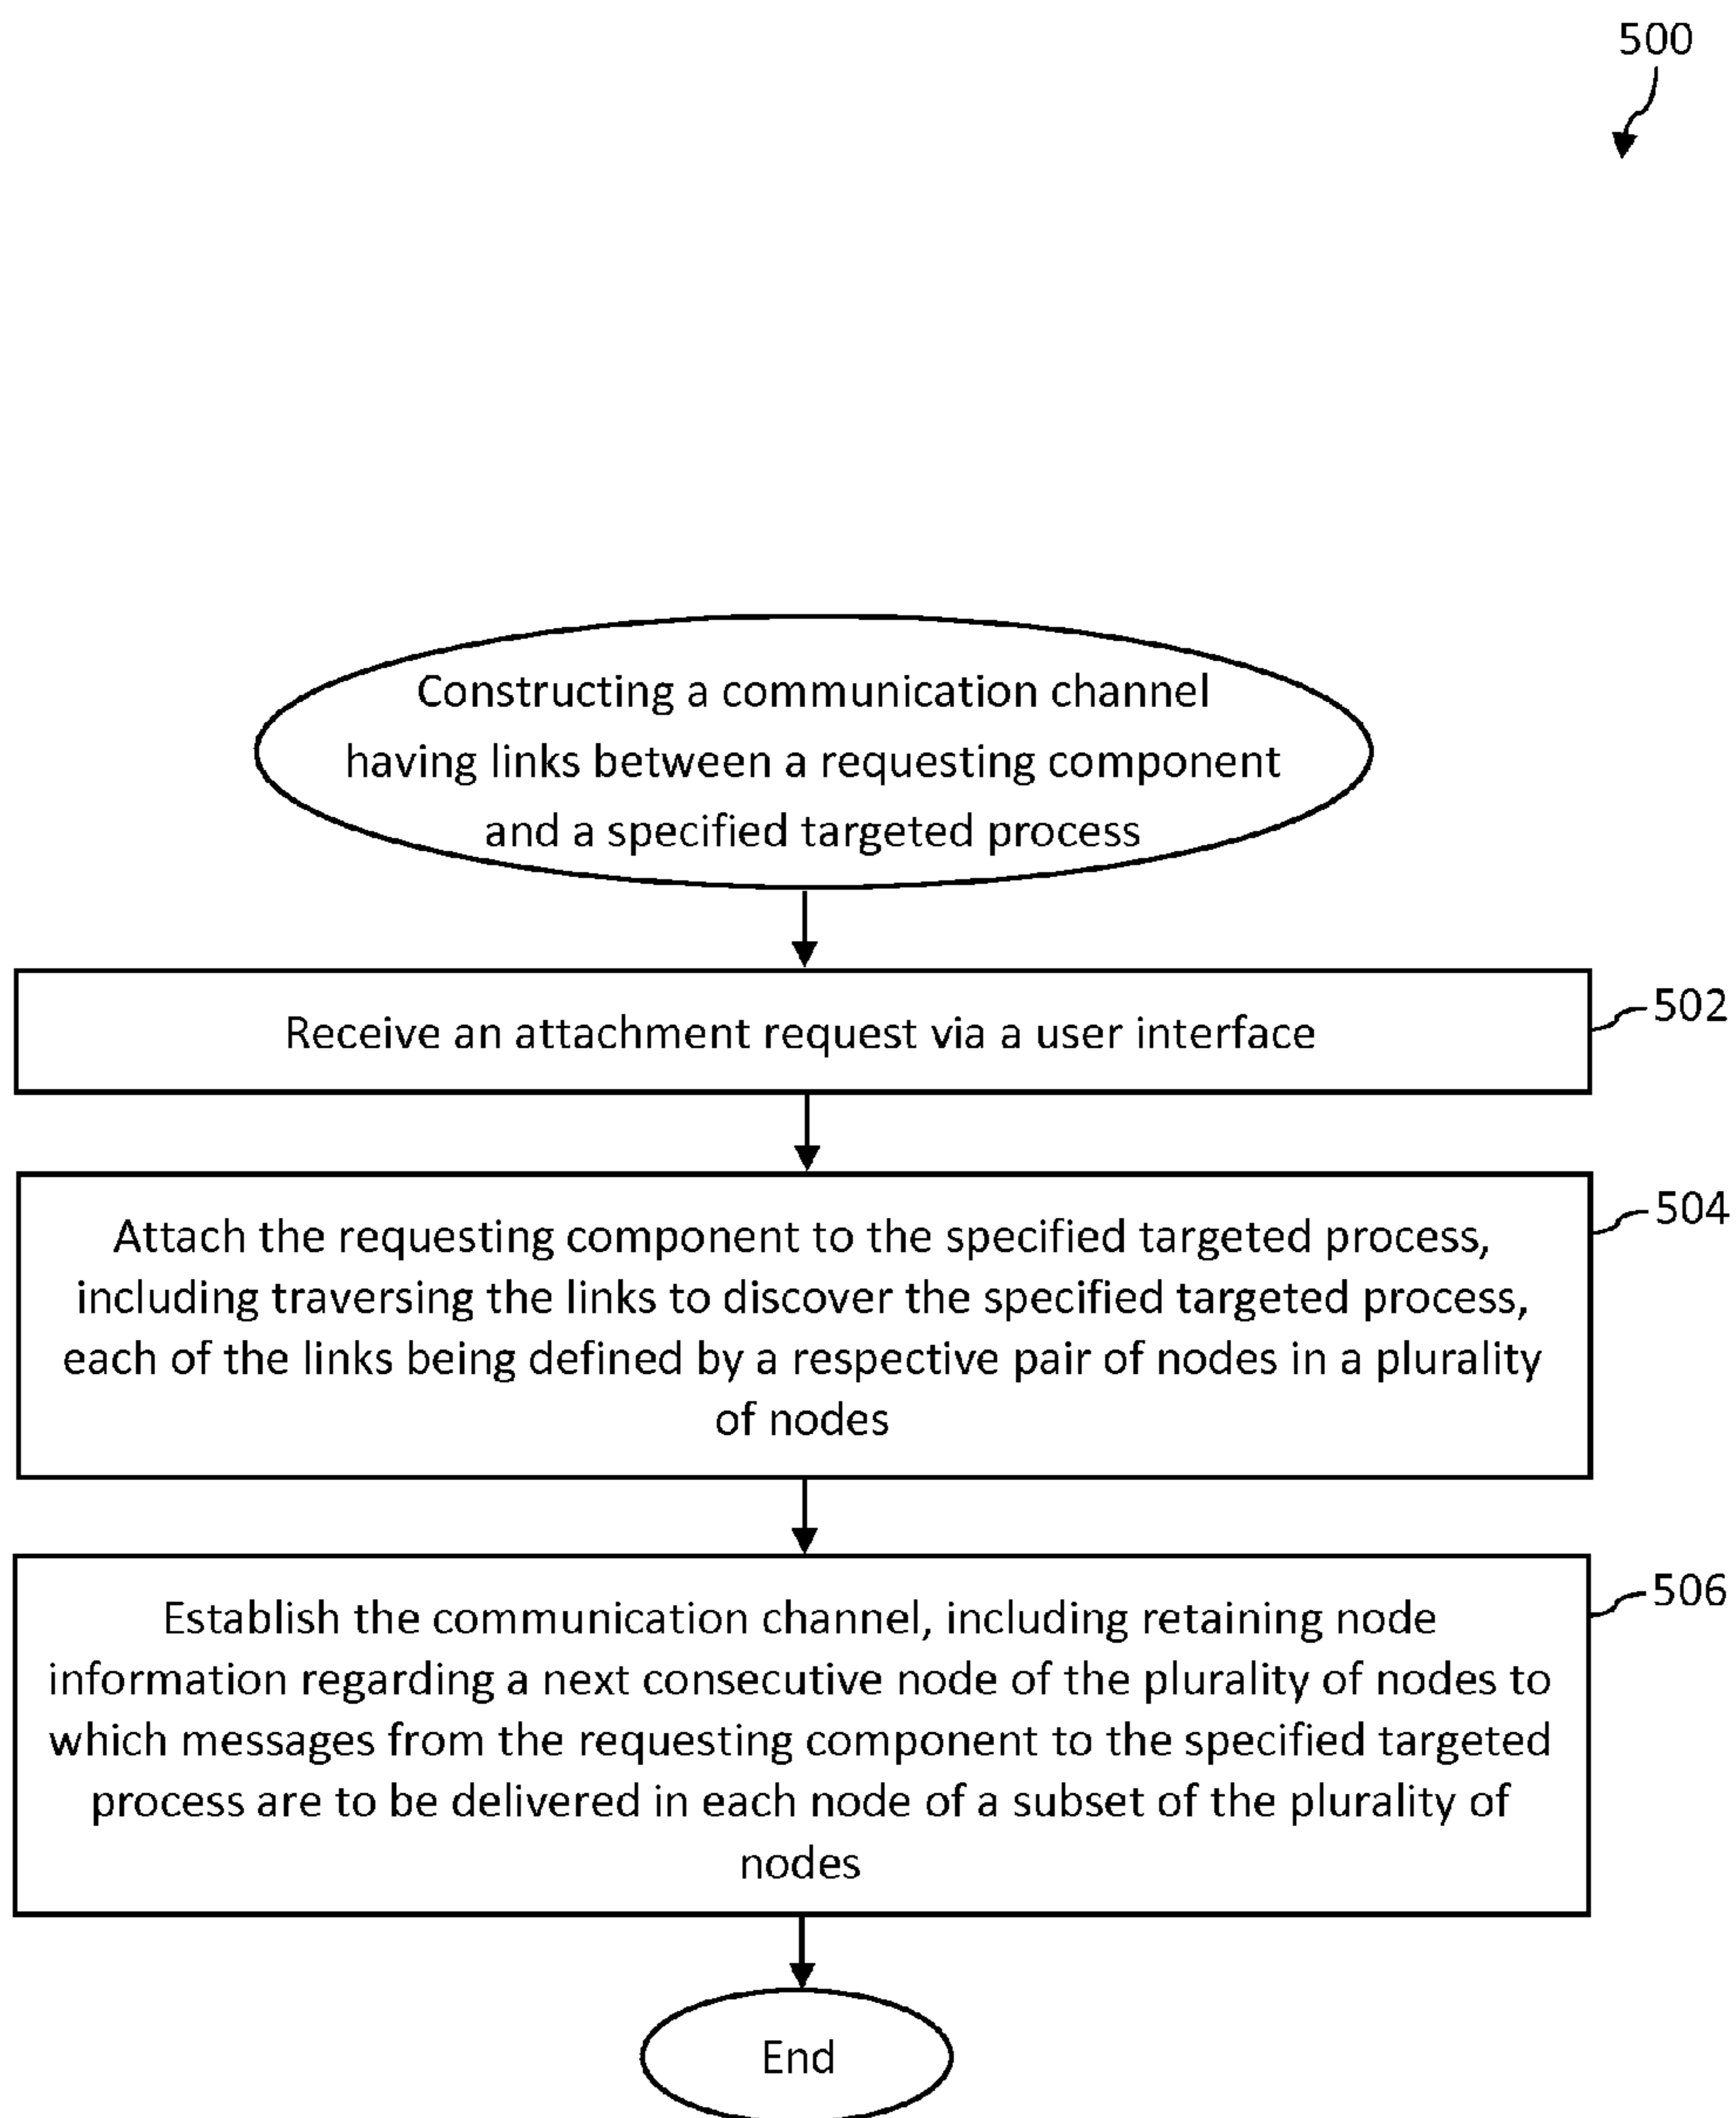 500
Constructing a communication channel
having links between a requesting component
and a specified targeted process
Receive an attachment request via a user interface
502
Attach the requesting component to the specified targeted process,
including traversing the links to discover the specified targeted process,
each of the links being defined by a respective pair of nodes in a plurality
of nodes
504
Establish the communication channel, including retaining node
information regarding a next consecutive node of the plurality of nodes to
which messages from the requesting component to the specified targeted
process are to be delivered in each node of a subset of the plurality of
nodes
506
End